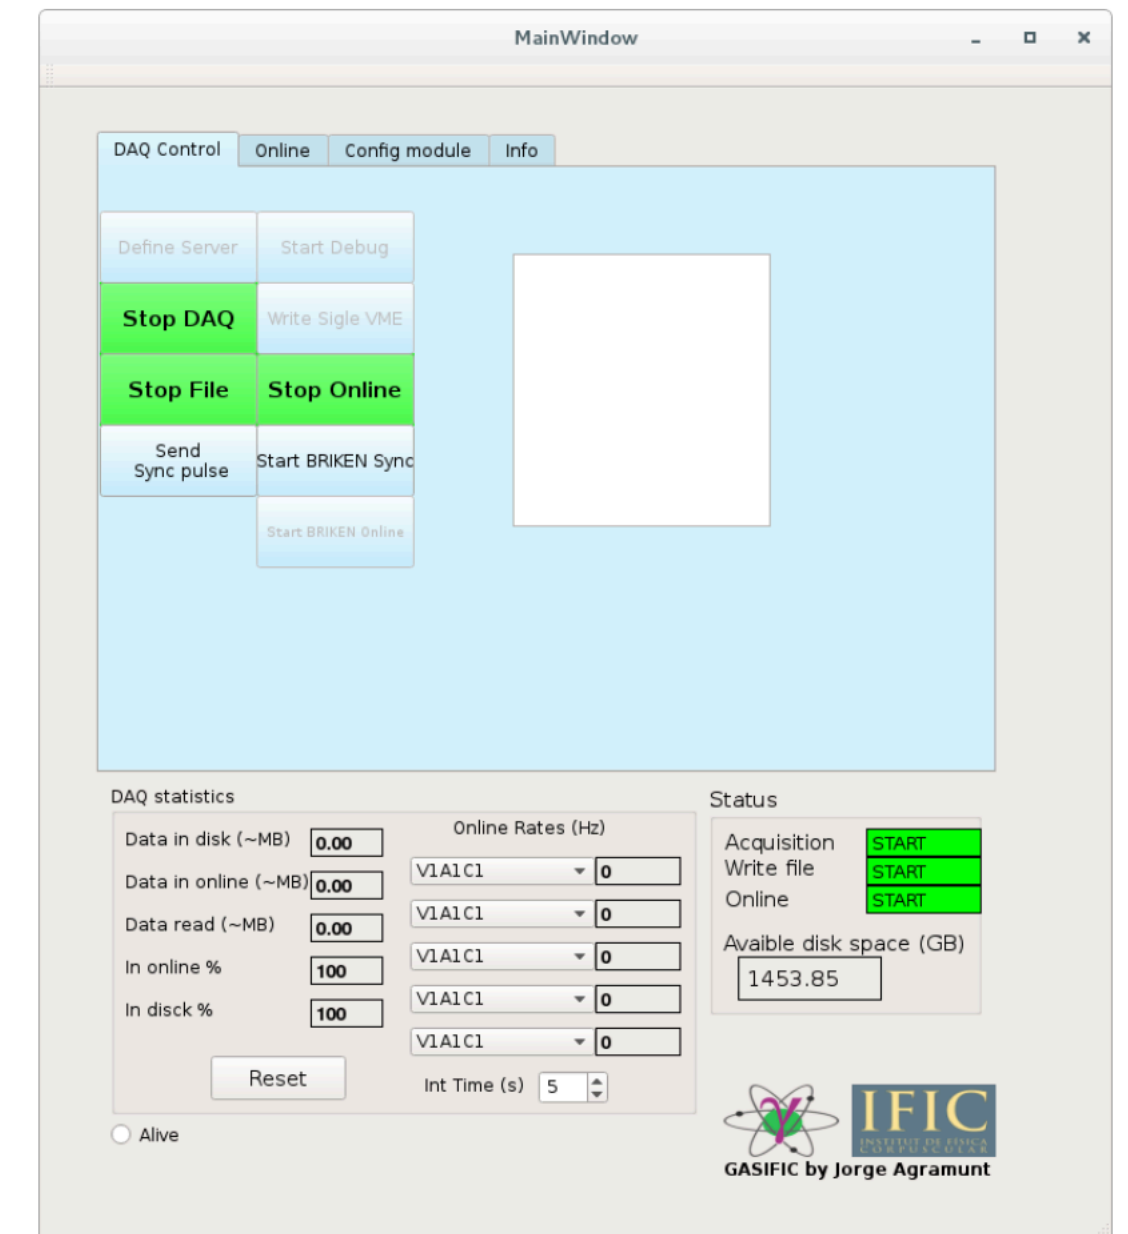 MainWindow
DAQ Control Online Config module Info
Define Server Start Debug
Stop DAQ Write Sigle VME
Stop File Stop Online
Send
Sync pulse
Start BRIKEN Sync
Start BRIKEN Online
DAQ statistics
Data in disk (~MB) 0.00
Data in online (~MB) 0.00
Data read (~MB) 0.00
In online % 100
In disck % 100
Reset
Online Rates (Hz)
V1A1C1 0
V1A1C1 0
V1A1C1 0
V1A1C1 0
V1A1C1 0
Int Time (s) 5
Status
Acquisition START
Write file START
Online START
Avaible disk space (GB)
1453.85
Alive
γ
IFIC
INSTITUT DE FÍSICA
CORPUSCULAR
GASIFIC by Jorge Agramunt